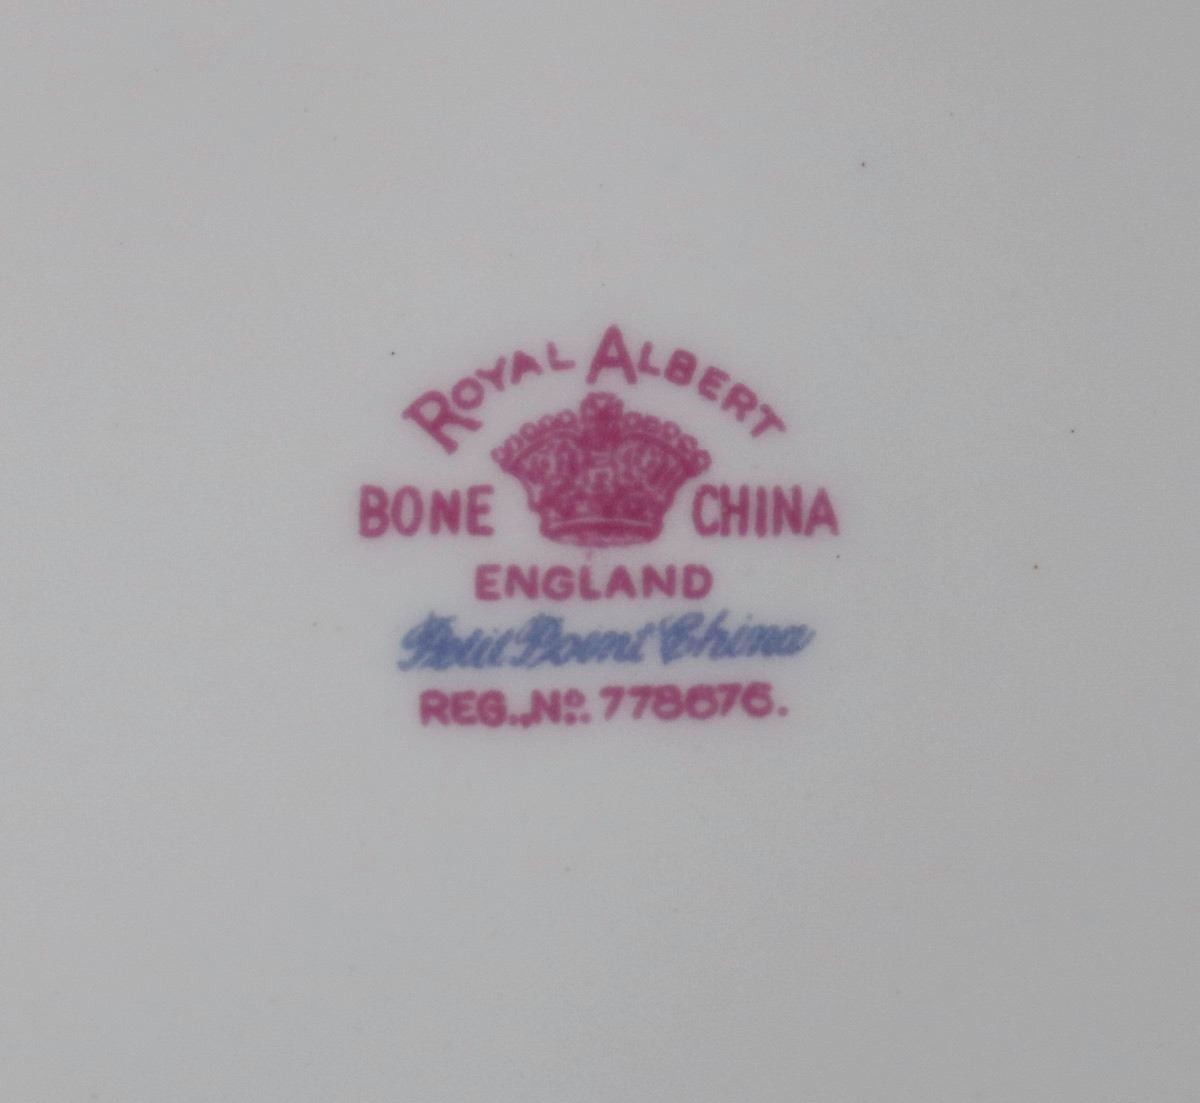 ROYAL ALBERT
BONE CHINA
ENGLAND
Petit Point China
REG., No. 778676.